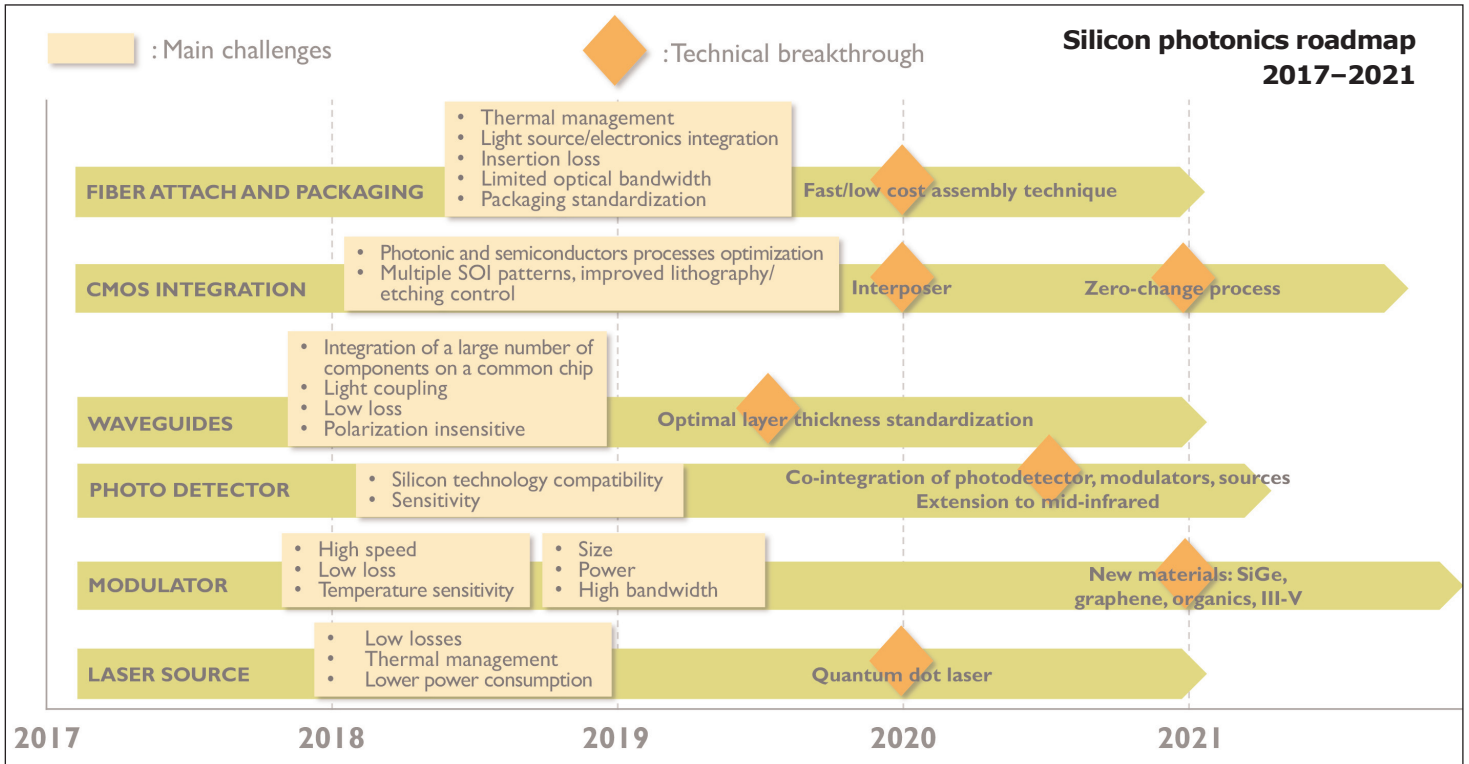 : Main challenges
: Technical breakthrough
Silicon photonics roadmap
2017–2021
• Thermal management
• Light source/electronics integration
• Insertion loss
• Limited optical bandwidth
• Packaging standardization
FIBER ATTACH AND PACKAGING
Fast/low cost assembly technique
• Photonic and semiconductors processes optimization
• Multiple SOI patterns, improved lithography/
etching control
CMOS INTEGRATION
Interposer
Zero-change process
• Integration of a large number of
components on a common chip
• Light coupling
• Low loss
• Polarization insensitive
WAVEGUIDES
Optimal layer thickness standardization
• Silicon technology compatibility
• Sensitivity
PHOTO DETECTOR
Co-integration of photodetector, modulators, sources
Extension to mid-infrared
• High speed
• Low loss
• Temperature sensitivity
• Size
• Power
• High bandwidth
MODULATOR
New materials: SiGe,
graphene, organics, III-V
• Low losses
• Thermal management
• Lower power consumption
LASER SOURCE
Quantum dot laser
2017
2018
2019
2020
2021